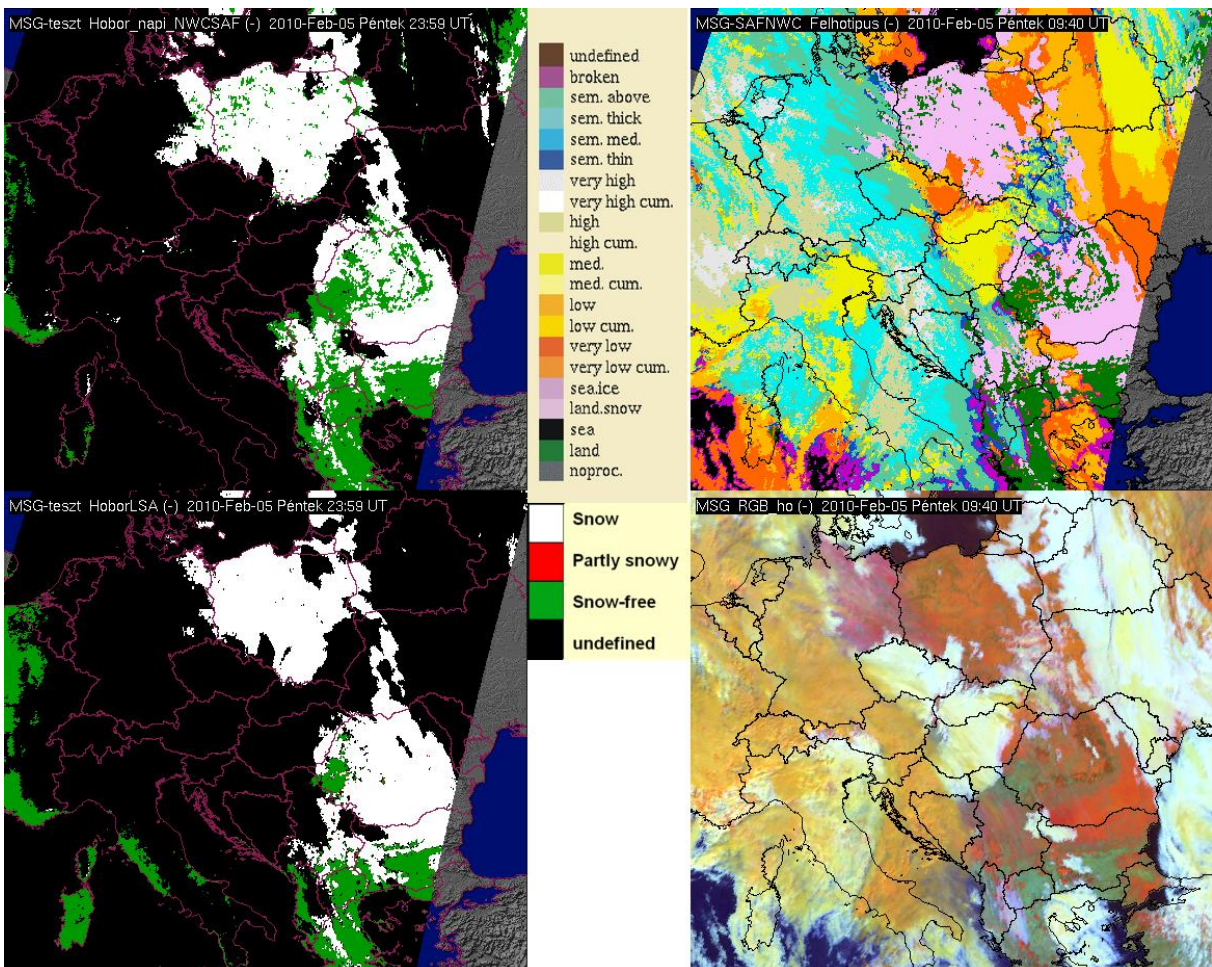 MSG-teszt Hobor_napi_NWCSAF (-) 2010-Feb-05 Péntek 23:59 UT
undefined
broken
sem. above
sem. thick
sem. med.
sem. thin
very high
very high cum.
high
high cum.
med.
med. cum.
low
low cum.
very low
very low cum.
sea.ice
land.snow
sea
land
noproc.
MSG-SAFNWC Felhotipus (-) 2010-Feb-05 Péntek 09:40 UT
MSG-teszt HoborLSA (-) 2010-Feb-05 Péntek 23:59 UT
Snow
Partly snowy
Snow-free
undefined
MSG RGB ho (-) 2010-Feb-05 Péntek 09:40 UT